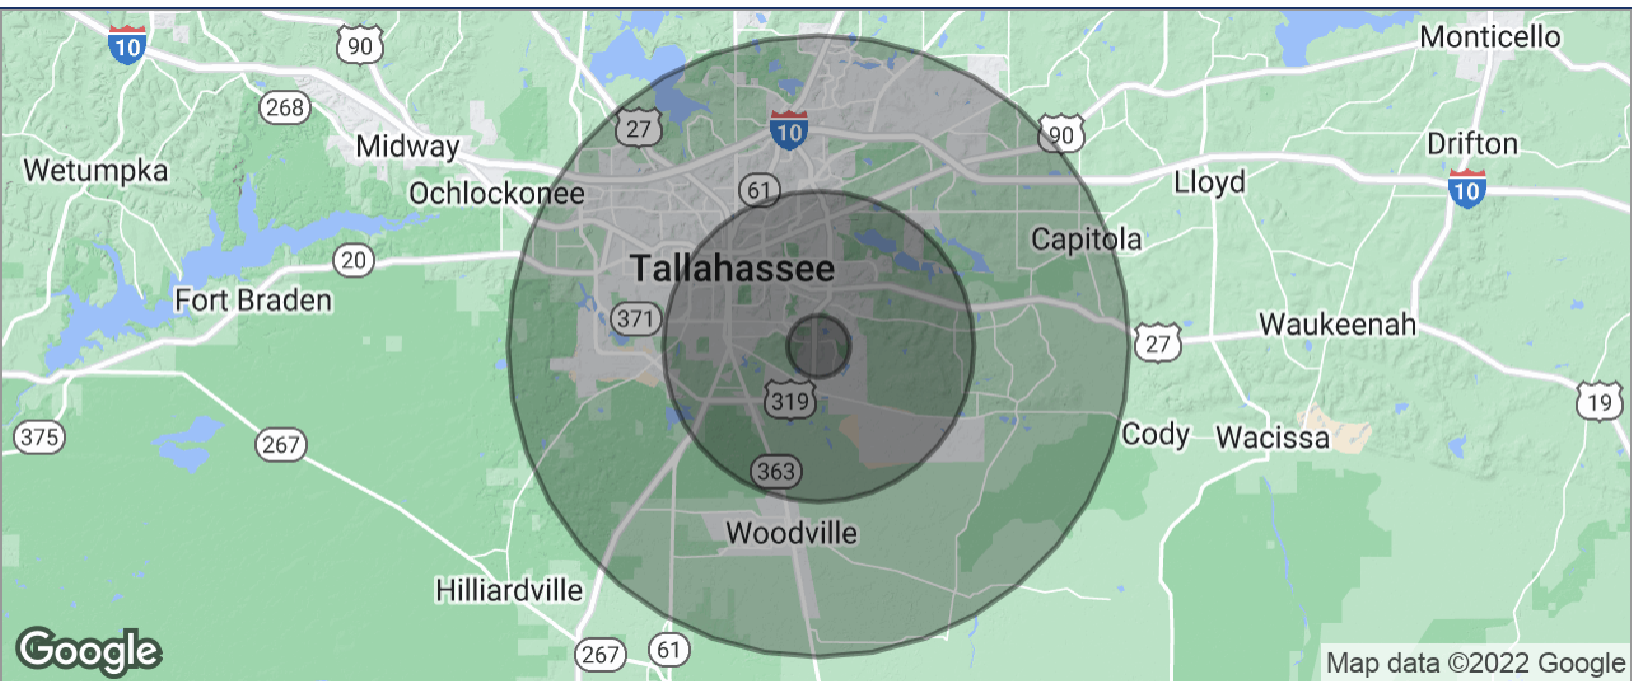 10
90
Monticello
268
27
10
90
Midway
Drifton
Wetumpka
Ochlockonee
61
Lloyd
10
Capitola
20
Tallahassee
Fort Braden
371
Waukeenah
27
319
19
375
267
Cody
Wacissa
363
Woodville
Hilliardville
Google
267
61
Map data ©2022 Google